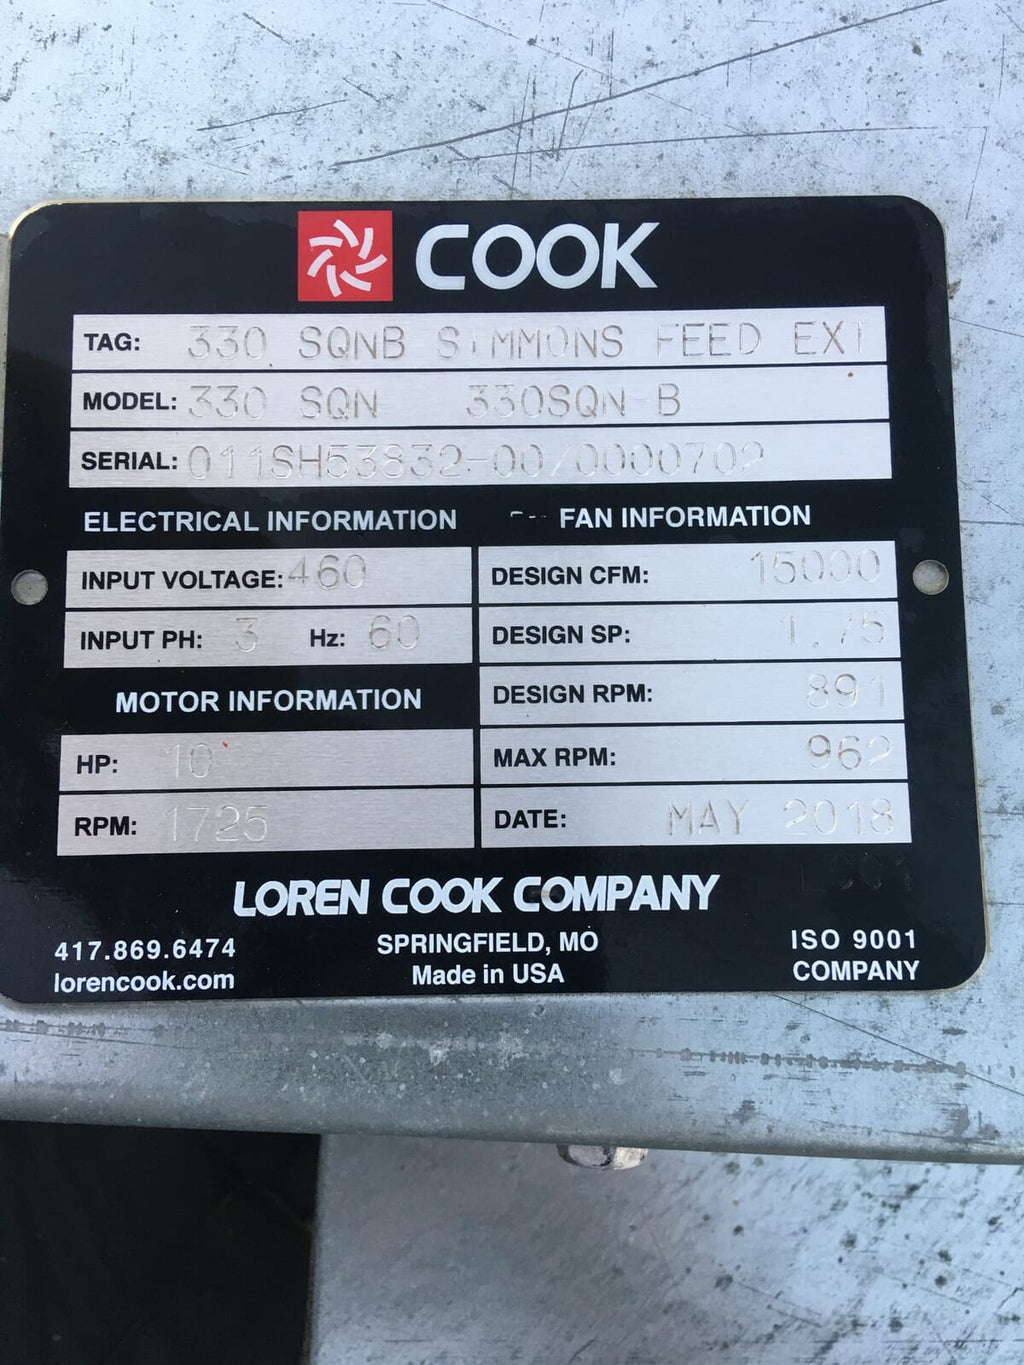 COOK
TAG: 330 SQNB SIMMONS FEED EXT
MODEL: 330 SQN 330SQN-B
SERIAL: 011SH53832-00/0000702
ELECTRICAL INFORMATION
INPUT VOLTAGE: 460
INPUT PH: 3 Hz: 60
MOTOR INFORMATION
HP: 10
RPM: 1725
FAN INFORMATION
DESIGN CFM: 15000
DESIGN SP: 1.75
DESIGN RPM: 891
MAX RPM: 962
DATE: MAY 2018
LOREN COOK COMPANY
417.869.6474
lorencook.com
SPRINGFIELD, MO
Made in USA
ISO 9001
COMPANY